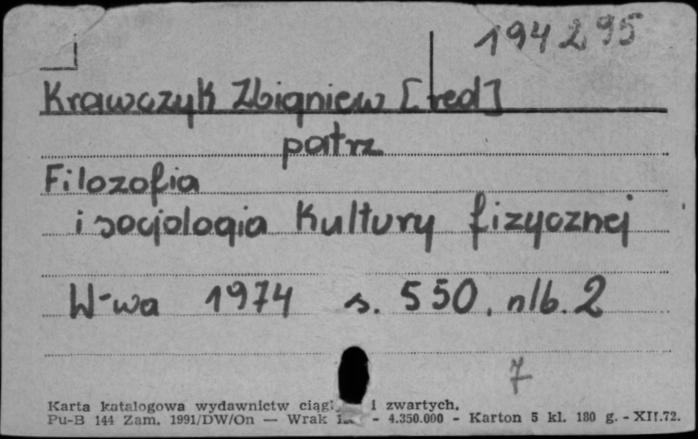 194295
Krawczyk Zbigniew [red]
patrz
Filozofia
i socjologia Kultury fizycznej
W-wa 1974 s. 550, nlb. 2
7
Karta katalogowa wydawnictw i zwartych.
Pu-B 144 Zam. 1991/DW/On — Wrak - 4.350.000 - Karton 5 kl. 180 g. - XII.72.